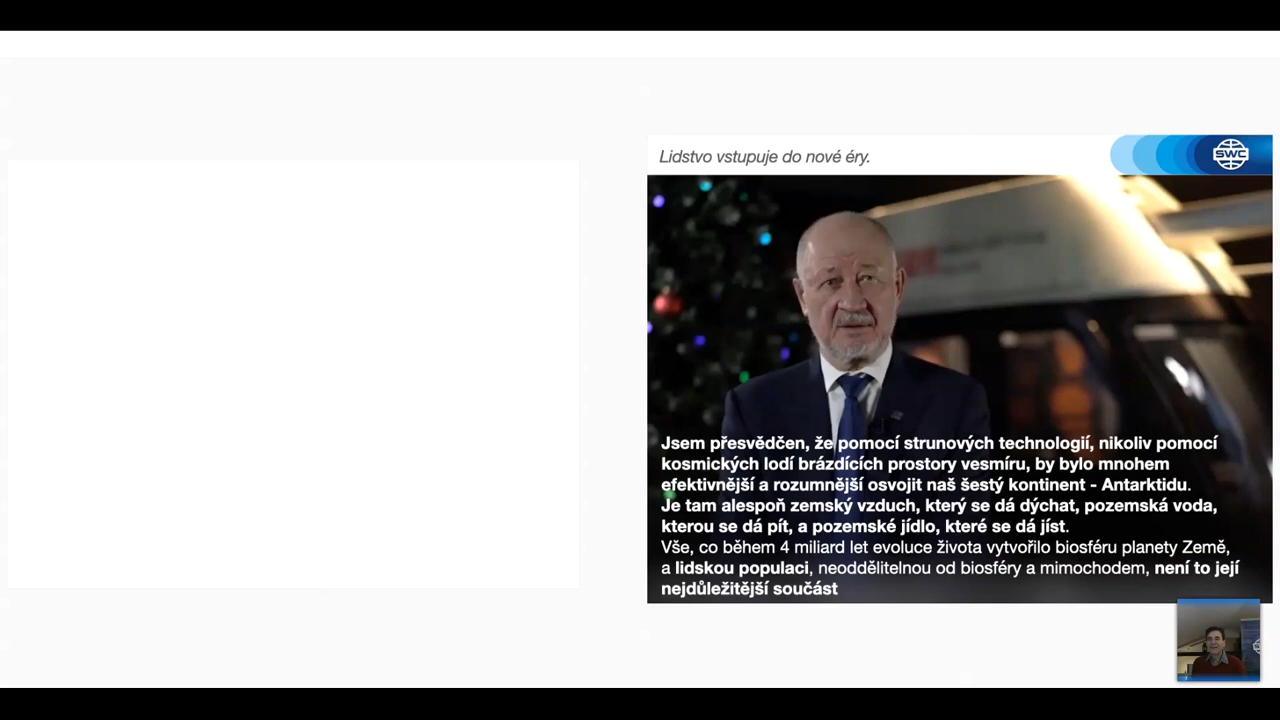 Lidstvo vstupuje do nové éry.
SWC
Jsem přesvědčen, že pomocí strunových technologií, nikoliv pomocí
kosmických lodí brázdících prostory vesmíru, by bylo mnohem
efektivnější a rozumnější osvojit naš šestý kontinent - Antarktidu.
Je tam alespoň zemský vzduch, který se dá dýchat, pozemská voda,
kterou se dá pít, a pozemské jídlo, které se dá jíst.
Vše, co během 4 miliard let evoluce života vytvořilo biosféru planety Země,
a lidskou populaci, neoddělitelnou od biosféry a mimochodem, není to její
nejdůležitější součást